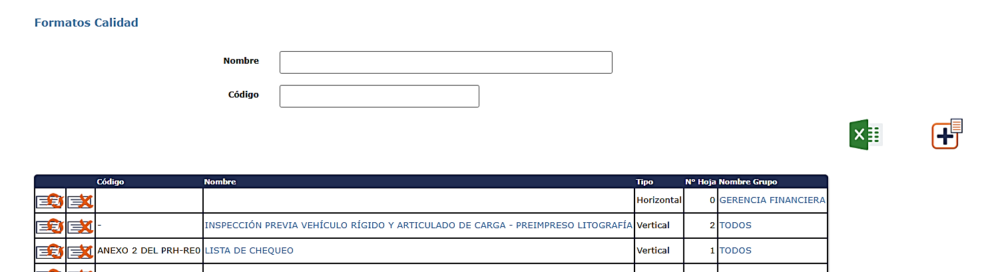 Formatos Calidad
Nombre
Código
Código Nombre Tipo Nº Hoja Nombre Grupo
Horizontal 0 GERENCIA FINANCIERA
- INSPECCIÓN PREVIA VEHÍCULO RÍGIDO Y ARTICULADO DE CARGA - PREIMPRESO LITOGRAFÍA Vertical 2 TODOS
ANEXO 2 DEL PRH-RE0 LISTA DE CHEQUEO Vertical 1 TODOS